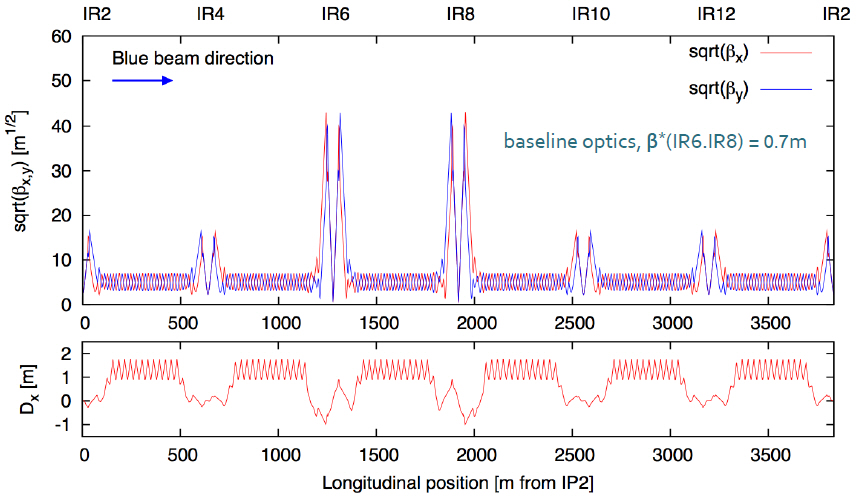 IR2 IR4 IR6 IR8 IR10 IR12 IR2
60
50
40
30
20
10
0
sqrt(βx,y) [m1/2]
Blue beam direction
sqrt(βx)
sqrt(βy)
baseline optics, β*(IR6.IR8) = 0.7m
0 500 1000 1500 2000 2500 3000 3500
2
1
0
-1
Dx [m]
0 500 1000 1500 2000 2500 3000 3500
Longitudinal position [m from IP2]